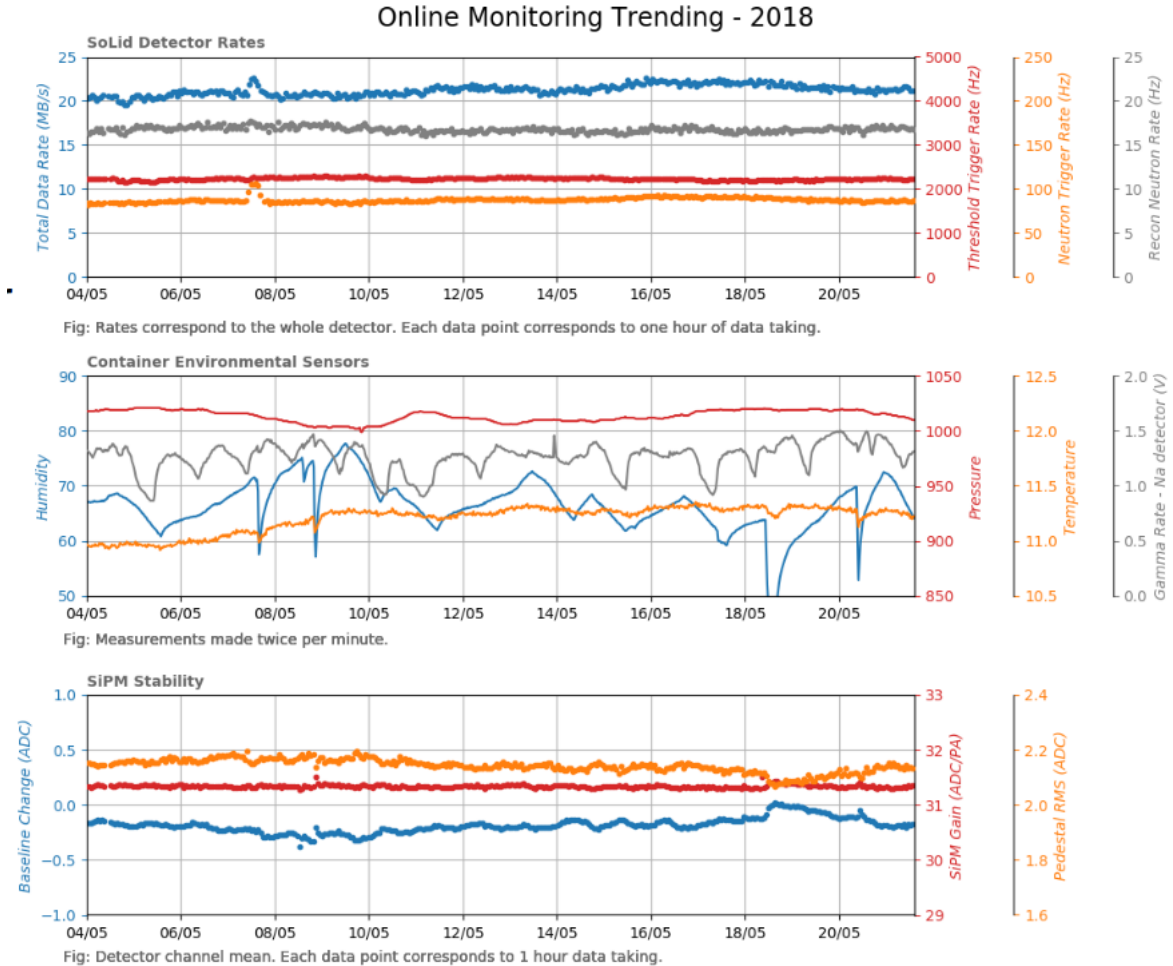 Online Monitoring Trending - 2018
SoLid Detector Rates
25
20
15
10
5
0
Total Data Rate (MB/s)
5000
4000
3000
2000
1000
0
Threshold Trigger Rate (Hz)
250
200
150
100
50
0
Neutron Trigger Rate (Hz)
25
20
15
10
5
0
Recon Neutron Rate (Hz)
04/05 06/05 08/05 10/05 12/05 14/05 16/05 18/05 20/05
Fig: Rates correspond to the whole detector. Each data point corresponds to one hour of data taking.
Container Environmental Sensors
90
80
70
60
50
Humidity
1050
1000
950
900
850
Pressure
12.5
12.0
11.5
11.0
10.5
Temperature
2.0
1.5
1.0
0.5
0.0
Gamma Rate - Na detector (V)
04/05 06/05 08/05 10/05 12/05 14/05 16/05 18/05 20/05
Fig: Measurements made twice per minute.
SiPM Stability
1.0
0.5
0.0
−0.5
−1.0
Baseline Change (ADC)
33
32
31
30
29
SiPM Gain (ADC/PA)
2.4
2.2
2.0
1.8
1.6
Pedestal RMS (ADC)
04/05 06/05 08/05 10/05 12/05 14/05 16/05 18/05 20/05
Fig: Detector channel mean. Each data point corresponds to 1 hour data taking.